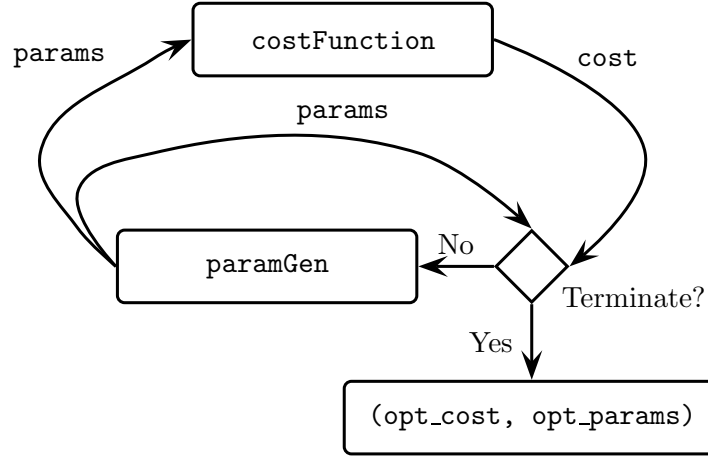 costFunction
params
cost
params
No
paramGen
Terminate?
Yes
(opt_cost, opt_params)